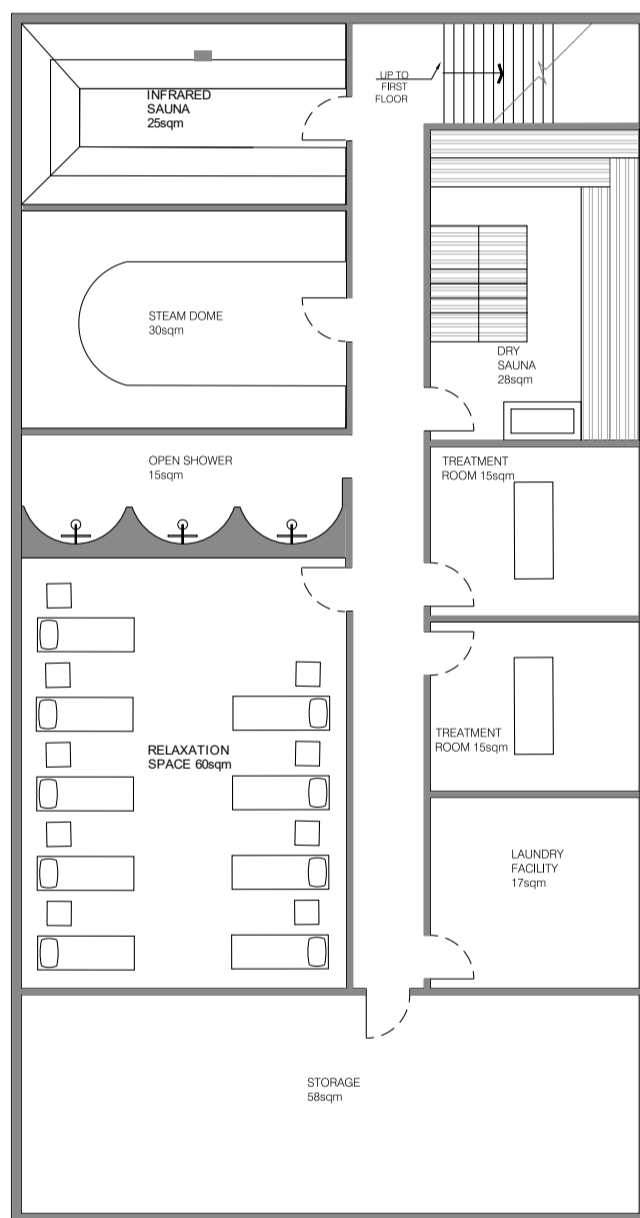 UP TO
FIRST
FLOOR
INFRARED
SAUNA
25sqm
STEAM DOME
30sqm
DRY
SAUNA
28sqm
OPEN SHOWER
15sqm
TREATMENT
ROOM 15sqm
TREATMENT
ROOM 15sqm
RELAXATION
SPACE 60sqm
LAUNDRY
FACILITY
17sqm
STORAGE
58sqm